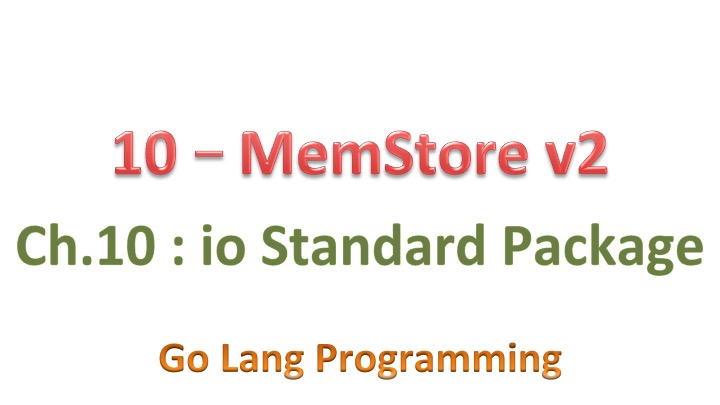 10 – MemStore v2
Ch.10 : io Standard Package
Go Lang Programming